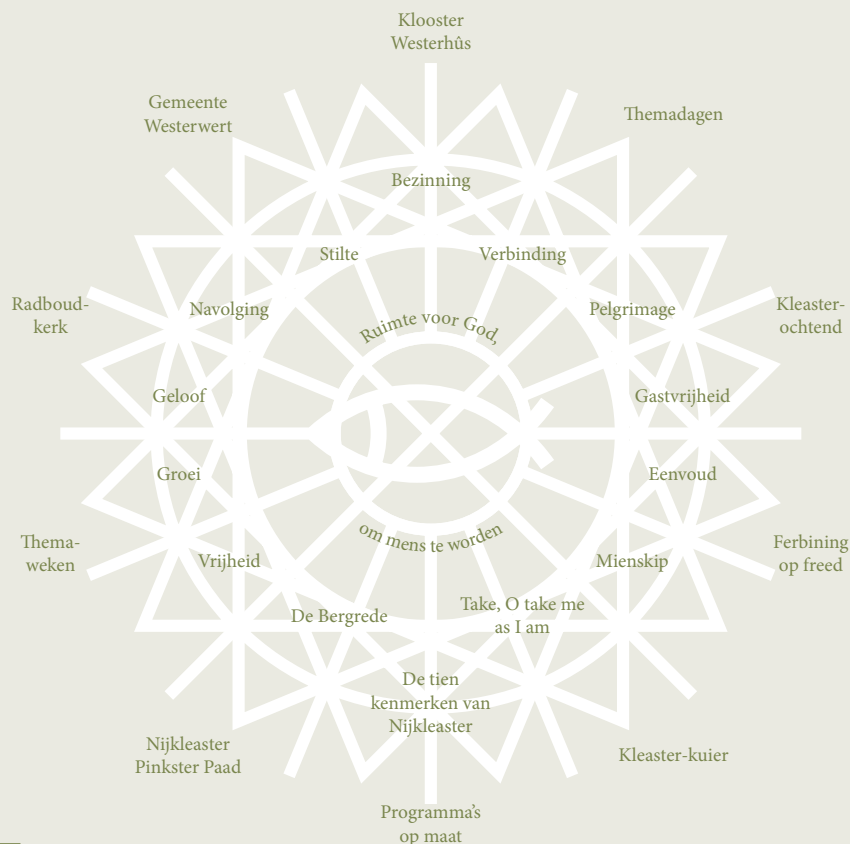 Klooster
Westerhûs
Gemeente
Westerwert
Themadagen
Bezinning
Stilte
Verbinding
Radboud-
kerk
Navolging
Ruimte voor God,
Pelgrimage
Kleaster-
ochtend
Geloof
Gastvrijheid
Groei
Eenvoud
Thema-
weken
Vrijheid
om mens te worden
Mienskip
Ferbining
op freed
De Bergrede
Take, O take me
as I am
De tien
kenmerken van
Nijkleaster
Nijkleaster
Pinkster Paad
Kleaster-kuier
Programma's
op maat